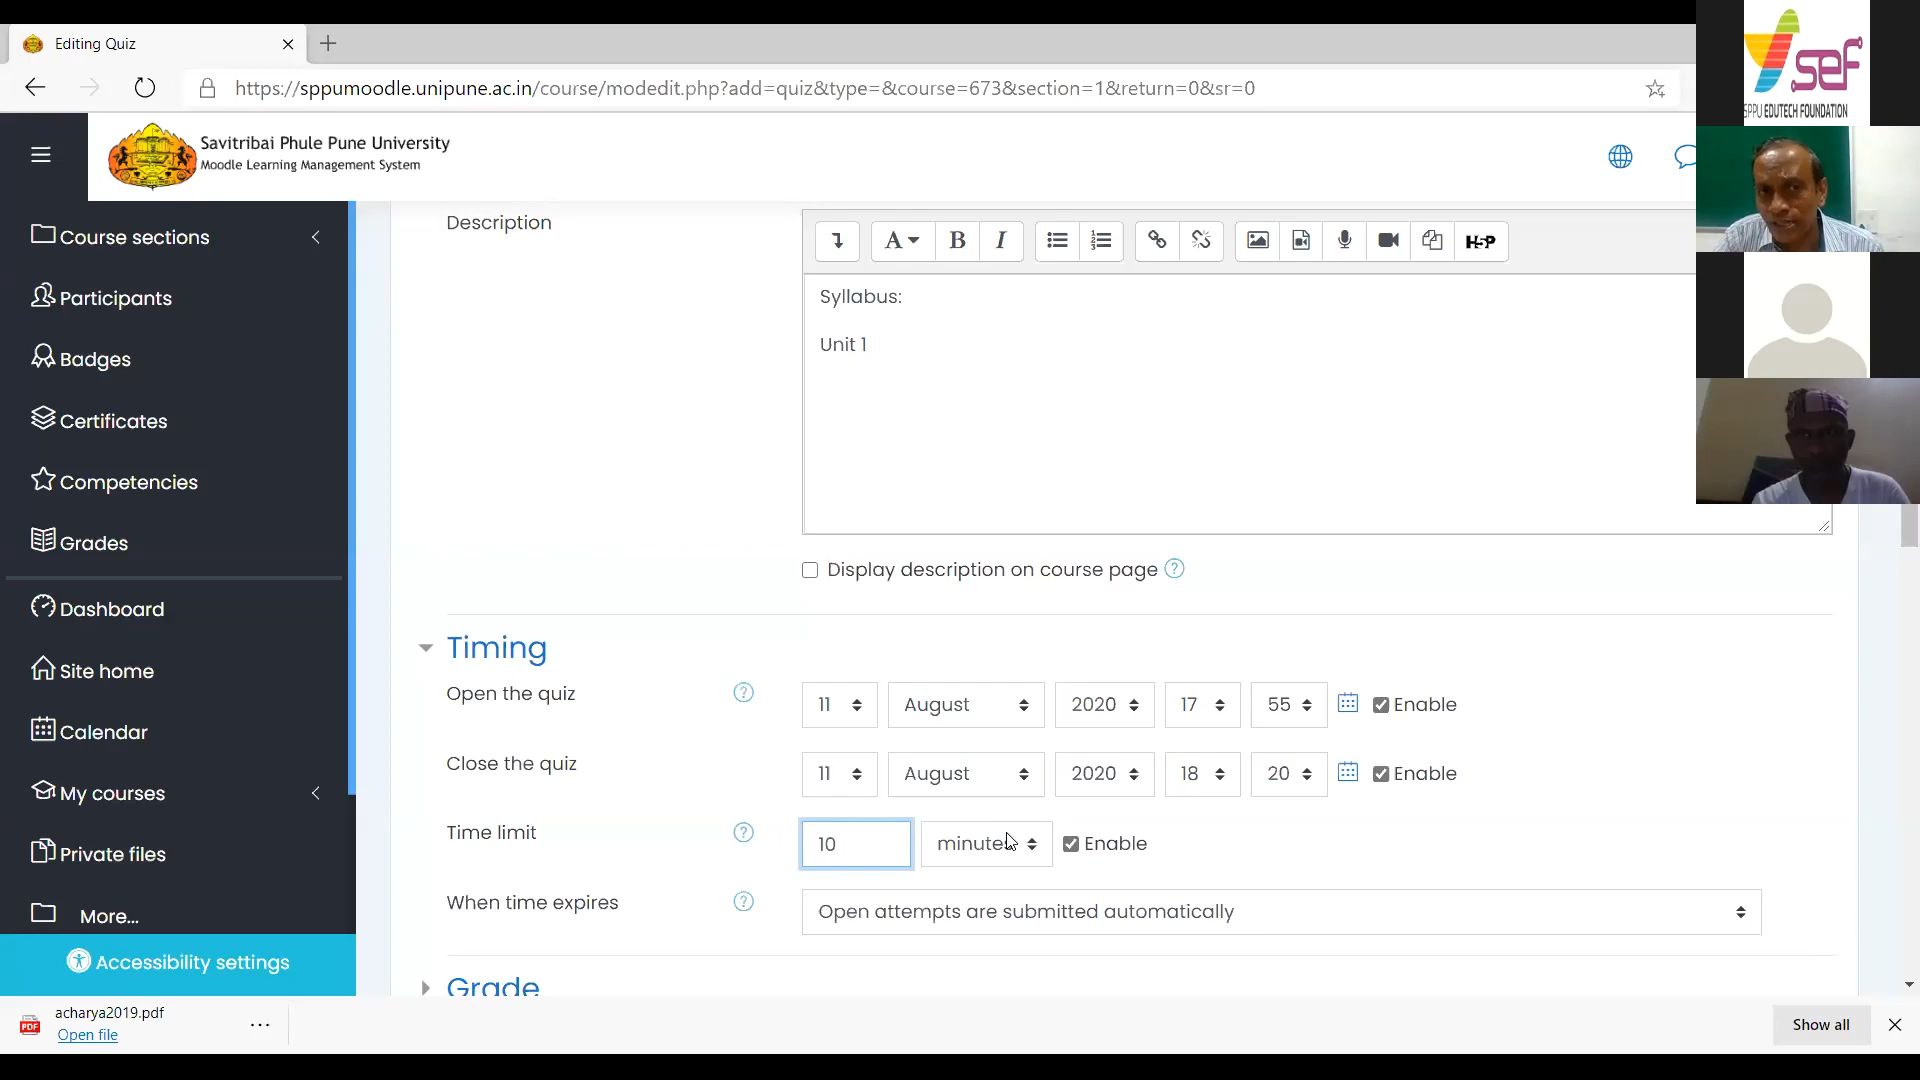 Editing Quiz
https://sppumoodle.unipune.ac.in/course/modedit.php?add=quiz&type=&course=673&section=1&return=0&sr=0
sef
SPPU EDUTECH FOUNDATION
Savitribai Phule Pune University
Moodle Learning Management System
Course sections
Participants
Badges
Certificates
Competencies
Grades
Dashboard
Site home
Calendar
My courses
Private files
More...
Accessibility settings
Description
A B I
H5P
Syllabus:
Unit 1
Display description on course page
Timing
Open the quiz 11 August 2020 17 55 Enable
Close the quiz 11 August 2020 18 20 Enable
Time limit 10 minutes Enable
When time expires Open attempts are submitted automatically
Grade
PDF
acharya2019.pdf
Open file
Show all